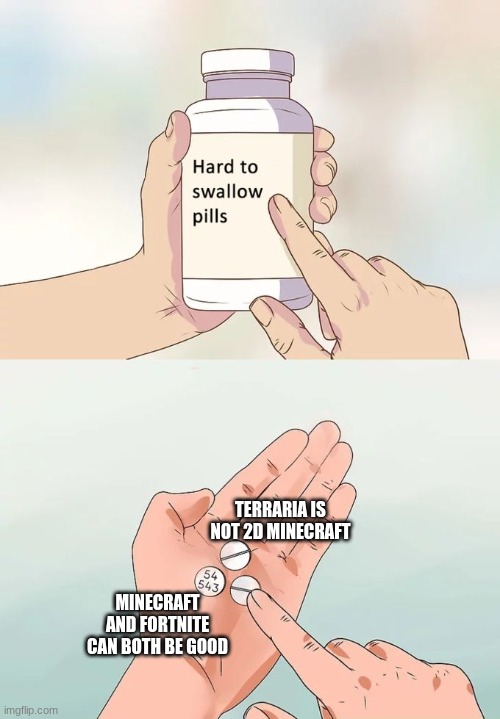 Hard to
swallow
pills
TERRARIA IS
NOT 2D MINECRAFT
54
543
MINECRAFT
AND FORTNITE
CAN BOTH BE GOOD
imgflip.com